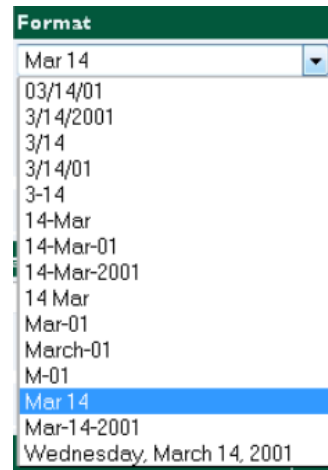 Format
Mar 14
03/14/01
3/14/2001
3/14
3/14/01
3-14
14-Mar
14-Mar-01
14-Mar-2001
14 Mar
Mar-01
March-01
M-01
Mar 14
Mar-14-2001
Wednesday, March 14, 2001